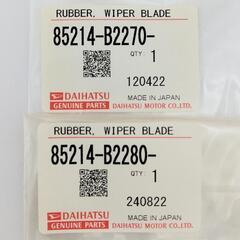 RUBBER, WIPER BLADE
85214-B2270-
QTY: 1
120422
DAIHATSU
GENUINE PARTS
MADE IN JAPAN
DAIHATSU MOTOR CO.,LTD.
RUBBER, WIPER BLADE
85214-B2280-
QTY: 1
240822
DAIHATSU
GENUINE PARTS
MADE IN JAPAN
DAIHATSU MOTOR CO.,LTD.